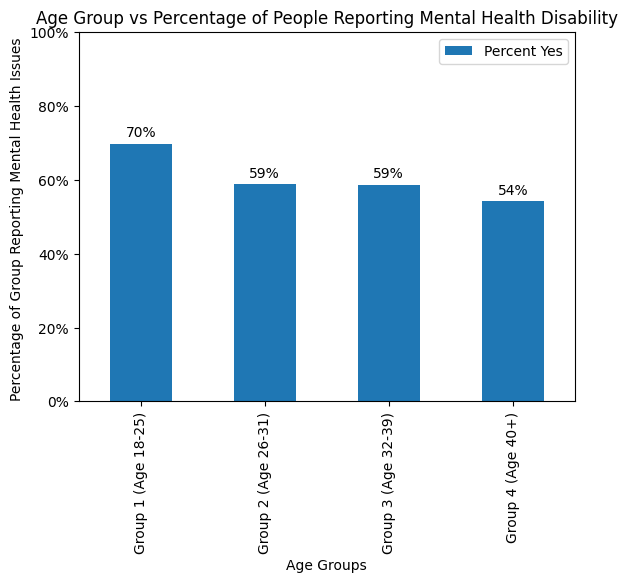 Age Group vs Percentage of People Reporting Mental Health Disability
Percent Yes
Percentage of Group Reporting Mental Health Issues
100%
80%
60%
40%
20%
0%
70%
59%
59%
54%
Group 1 (Age 18-25)
Group 2 (Age 26-31)
Group 3 (Age 32-39)
Group 4 (Age 40+)
Age Groups